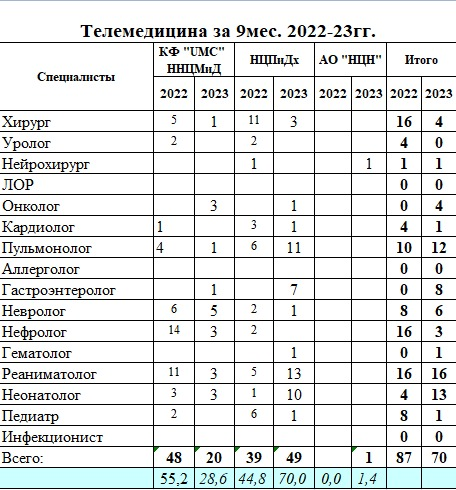 Телемедицина за 9мес. 2022-23гг.
Специалисты КФ "UMC" ННЦМиД НЦПиДх АО "НЦН" Итого
2022 2023 2022 2023 2022 2023 2022 2023
Хирург 5 1 11 3 16 4
Уролог 2 2 4 0
Нейрохирург 1 1 1 1
ЛОР 0 0
Онколог 3 1 0 4
Кардиолог 1 3 1 4 1
Пульмонолог 4 1 6 11 10 12
Аллерголог 0 0
Гастроэнтеролог 1 7 0 8
Невролог 6 5 2 1 8 6
Нефролог 14 3 2 16 3
Гематолог 1 0 1
Реаниматолог 11 3 5 13 16 16
Неонатолог 3 3 1 10 4 13
Педиатр 2 6 1 8 1
Инфекционист 0 0
Всего: 48 20 39 49 1 87 70
55,2 28,6 44,8 70,0 0,0 1,4